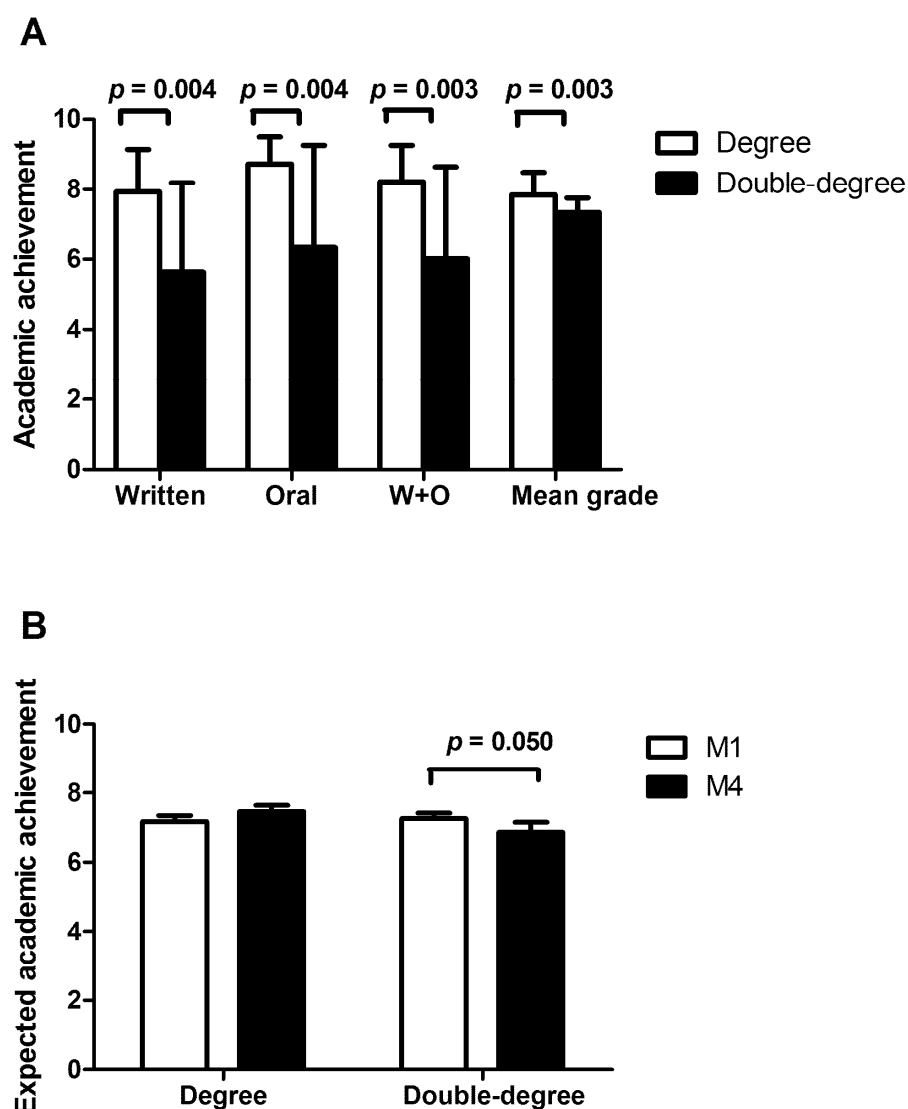 A
p = 0.004
p = 0.004
p = 0.003
p = 0.003
Academic achievement
10
8
6
4
2
0
Written
Oral
W+O
Mean grade
Degree
Double-degree
B
Expected academic achievement
10
8
6
4
2
0
p = 0.050
Degree
Double-degree
M1
M4